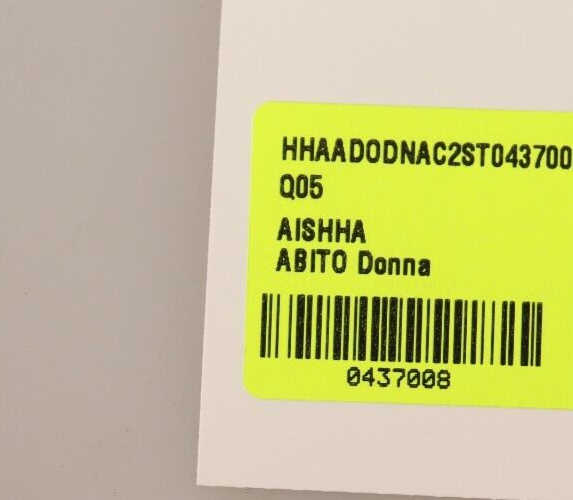 HHAADODNAC2ST043700
Q05
AISHHA
ABITO Donna
0437008